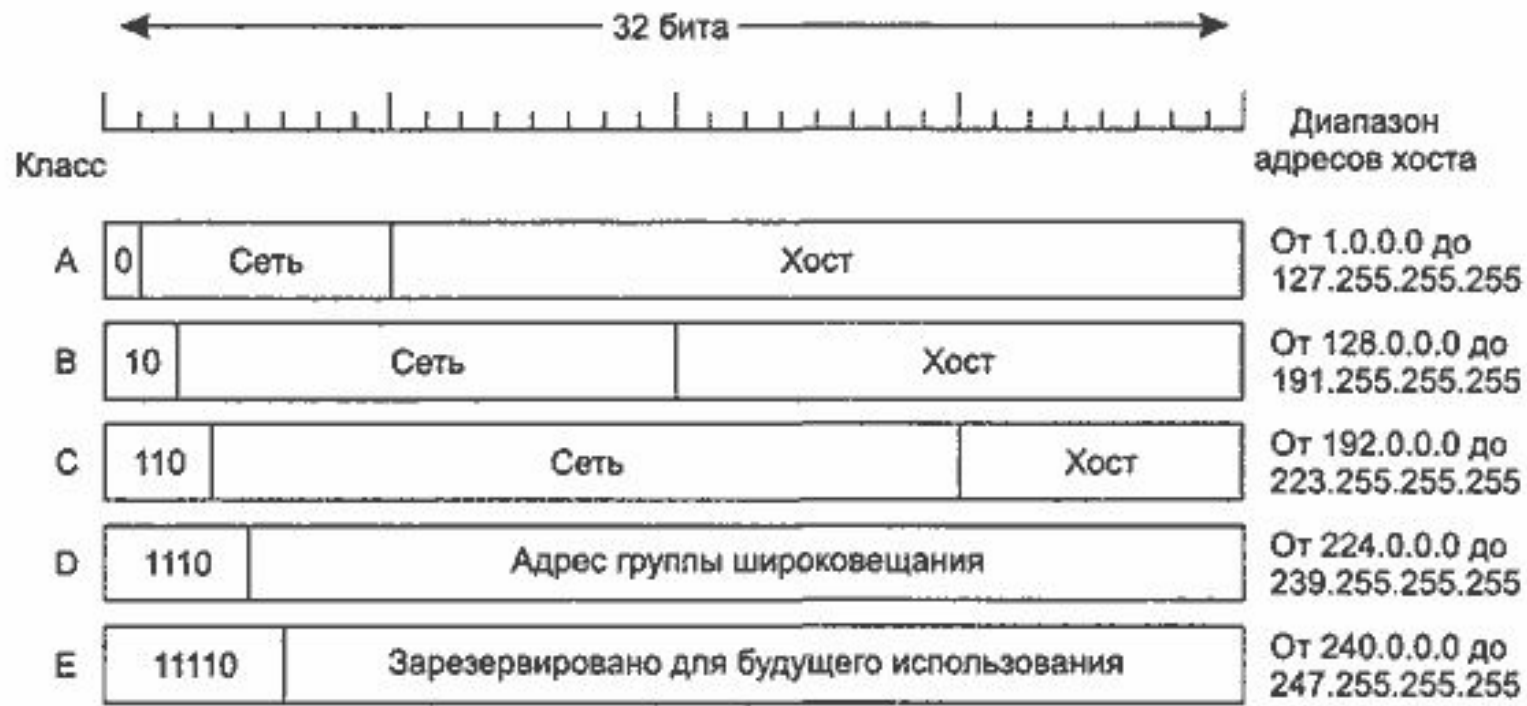 32 бита
Диапазон
адресов хоста
Класс
A 0 Сеть Хост От 1.0.0.0 до
127.255.255.255
B 10 Сеть Хост От 128.0.0.0 до
191.255.255.255
C 110 Сеть Хост От 192.0.0.0 до
223.255.255.255
D 1110 Адрес группы широковещания От 224.0.0.0 до
239.255.255.255
E 11110 Зарезервировано для будущего использования От 240.0.0.0 до
247.255.255.255